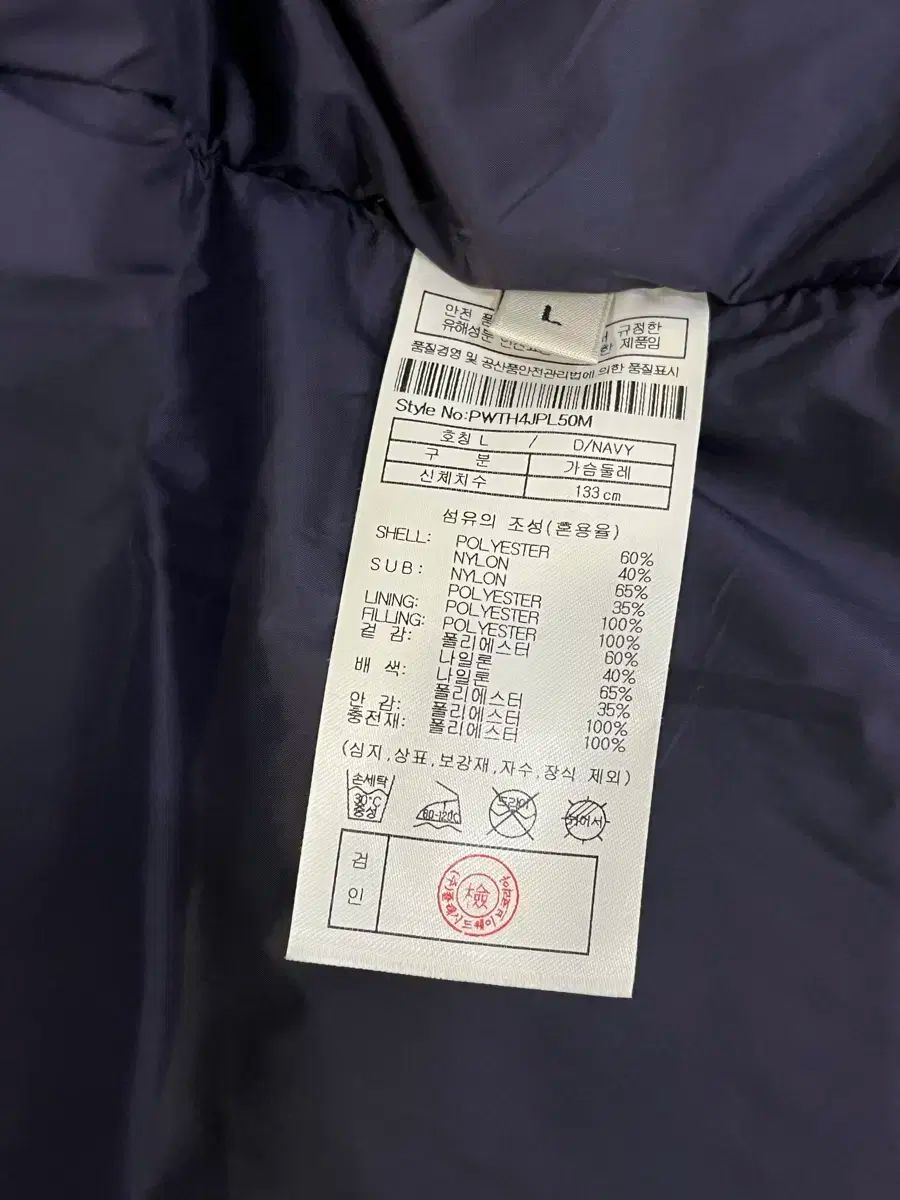 L
안전 품 규정한
유해성분 제품임
품질경영 및 공산품안전관리법에 의한 품질표시
Style No:PWTH4JPL50M
호칭 L / D/NAVY
구 분 가슴둘레
신체치수 133cm
섬유의 조성(혼용율)
SHELL: POLYESTER 60%
NYLON 40%
SUB: NYLON 65%
POLYESTER 35%
LINING: POLYESTER 100%
FILLING: POLYESTER 100%
겉 감: 폴리에스터 60%
나일론 40%
배 색: 나일론 65%
폴리에스터 35%
안 감: 폴리에스터 100%
충전재: 폴리에스터 100%
(심지,상표,보강재,자수,장식 제외)
손세탁
30℃
중성
80-120℃
드라이
뉘어서
검
인
檢